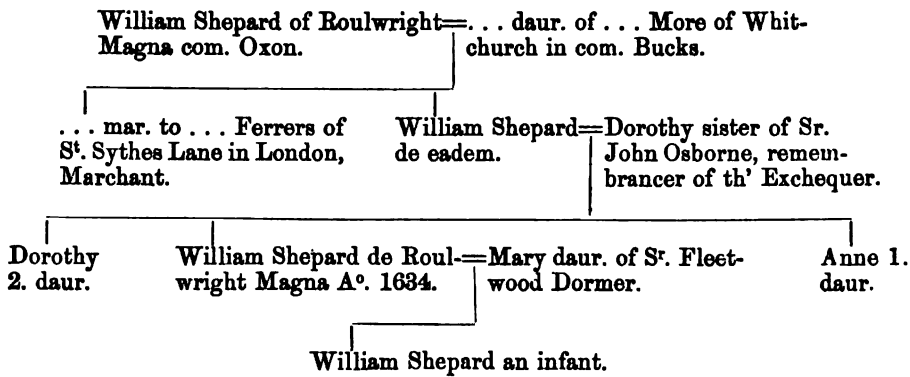 William Shepard of Roulwright=. . . daur. of . . . More of Whit-
Magna com. Oxon. church in com. Bucks.
. . . mar. to . . . Ferrers of William Shepard=Dorothy sister of Sr.
St. Sythes Lane in London, de eadem. John Osborne, remem-
Marchant. brancer of th' Exchequer.
Dorothy William Shepard de Roul-=Mary daur. of Sr. Fleet- Anne 1.
2. daur. wright Magna Ao. 1634. wood Dormer. daur.
William Shepard an infant.